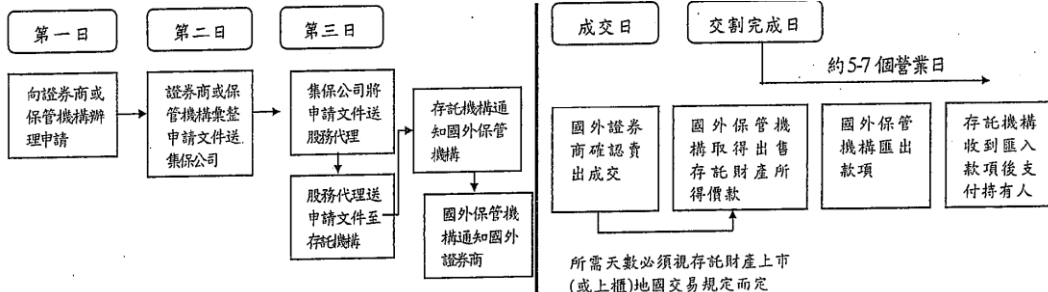 第一日
第二日
第三日
向證券商或
保管機構辦
理申請
證券商或保
管機構彙整
申請文件送
集保公司
集保公司將
申請文件送
股務代理
股務代理送
申請文件至
存託機構
存託機構通
知國外保管
機構
國外保管機
構通知國外
證券商
成交日
交割完成日
約5-7個營業日
國外證券
商確認賣
出成交
國外保管機
構取得出售
存託財產所
得價款
國外保管
機構匯出
款項
存託機構
收到匯入
款項後支
付持有人
所需天數必須視存託財產上市
(或上櫃)地國交易規定而定